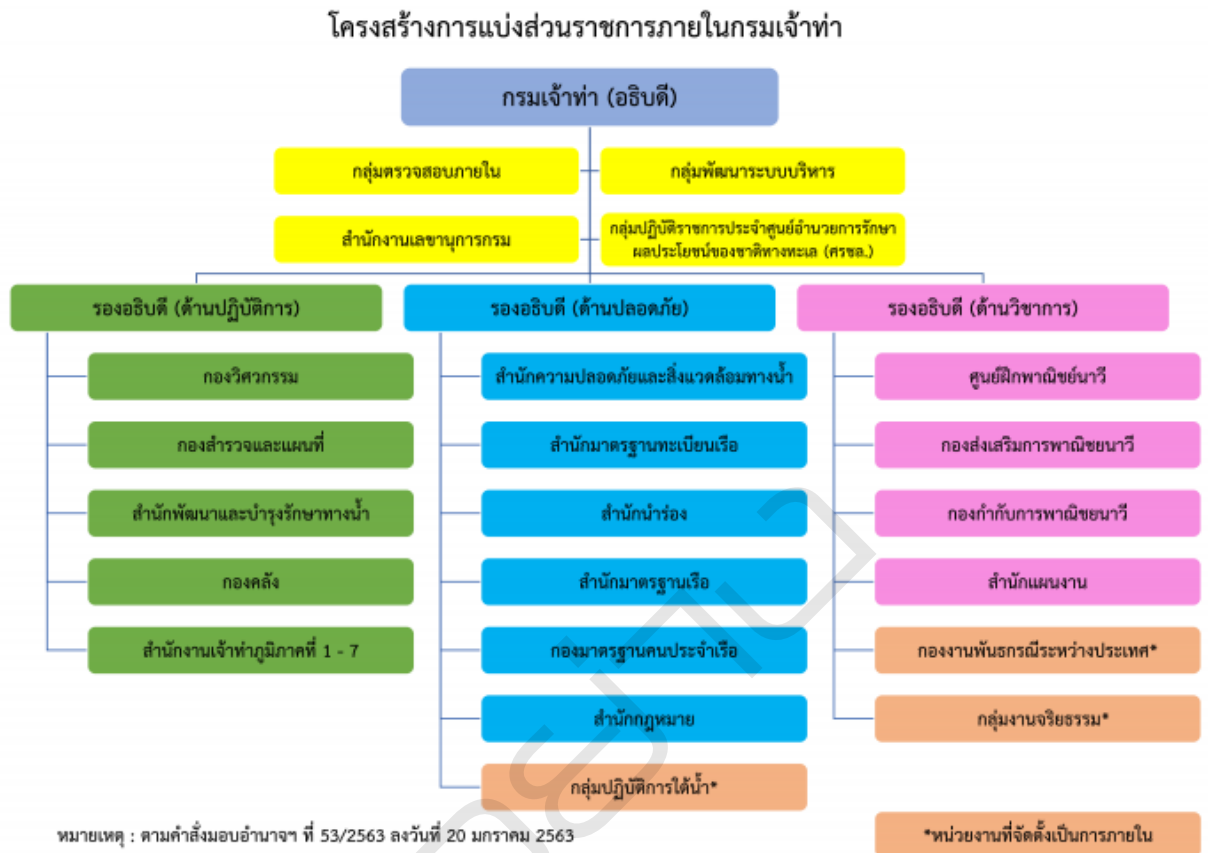 โครงสร้างการแบ่งส่วนราชการภายในกรมเจ้าท่า
กรมเจ้าท่า (อธิบดี)
กลุ่มตรวจสอบภายใน
กลุ่มพัฒนาระบบบริหาร
สำนักงานเลขานุการกรม
กลุ่มปฏิบัติราชการประจำศูนย์อำนวยการรักษา
ผลประโยชน์ของชาติทางทะเล (ศรชล.)
รองอธิบดี (ด้านปฏิบัติการ)
กองวิศวกรรม
กองสำรวจและแผนที่
สำนักพัฒนาและบำรุงรักษาทางน้ำ
กองคลัง
สำนักงานเจ้าท่าภูมิภาคที่ 1 - 7
รองอธิบดี (ด้านปลอดภัย)
สำนักความปลอดภัยและสิ่งแวดล้อมทางน้ำ
สำนักมาตรฐานทะเบียนเรือ
สำนักนำร่อง
สำนักมาตรฐานเรือ
กองมาตรฐานคนประจำเรือ
สำนักกฎหมาย
กลุ่มปฏิบัติการใต้น้ำ*
รองอธิบดี (ด้านวิชาการ)
ศูนย์ฝึกพาณิชย์นาวี
กองส่งเสริมการพาณิชยนาวี
กองกำกับการพาณิชยนาวี
สำนักแผนงาน
กองงานพันธกรณีระหว่างประเทศ*
กลุ่มงานจริยธรรม*
หมายเหตุ : ตามคำสั่งมอบอำนาจฯ ที่ 53/2563 ลงวันที่ 20 มกราคม 2563
*หน่วยงานที่จัดตั้งเป็นการภายใน